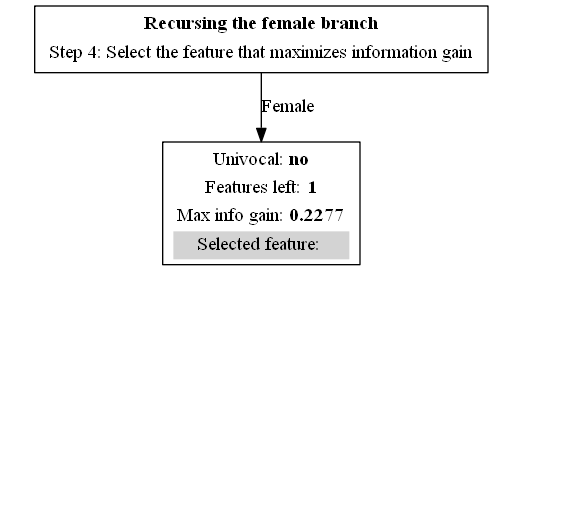 Recursing the female branch
Step 4: Select the feature that maximizes information gain
Female
Univocal: no
Features left: 1
Max info gain: 0.2277
Selected feature: